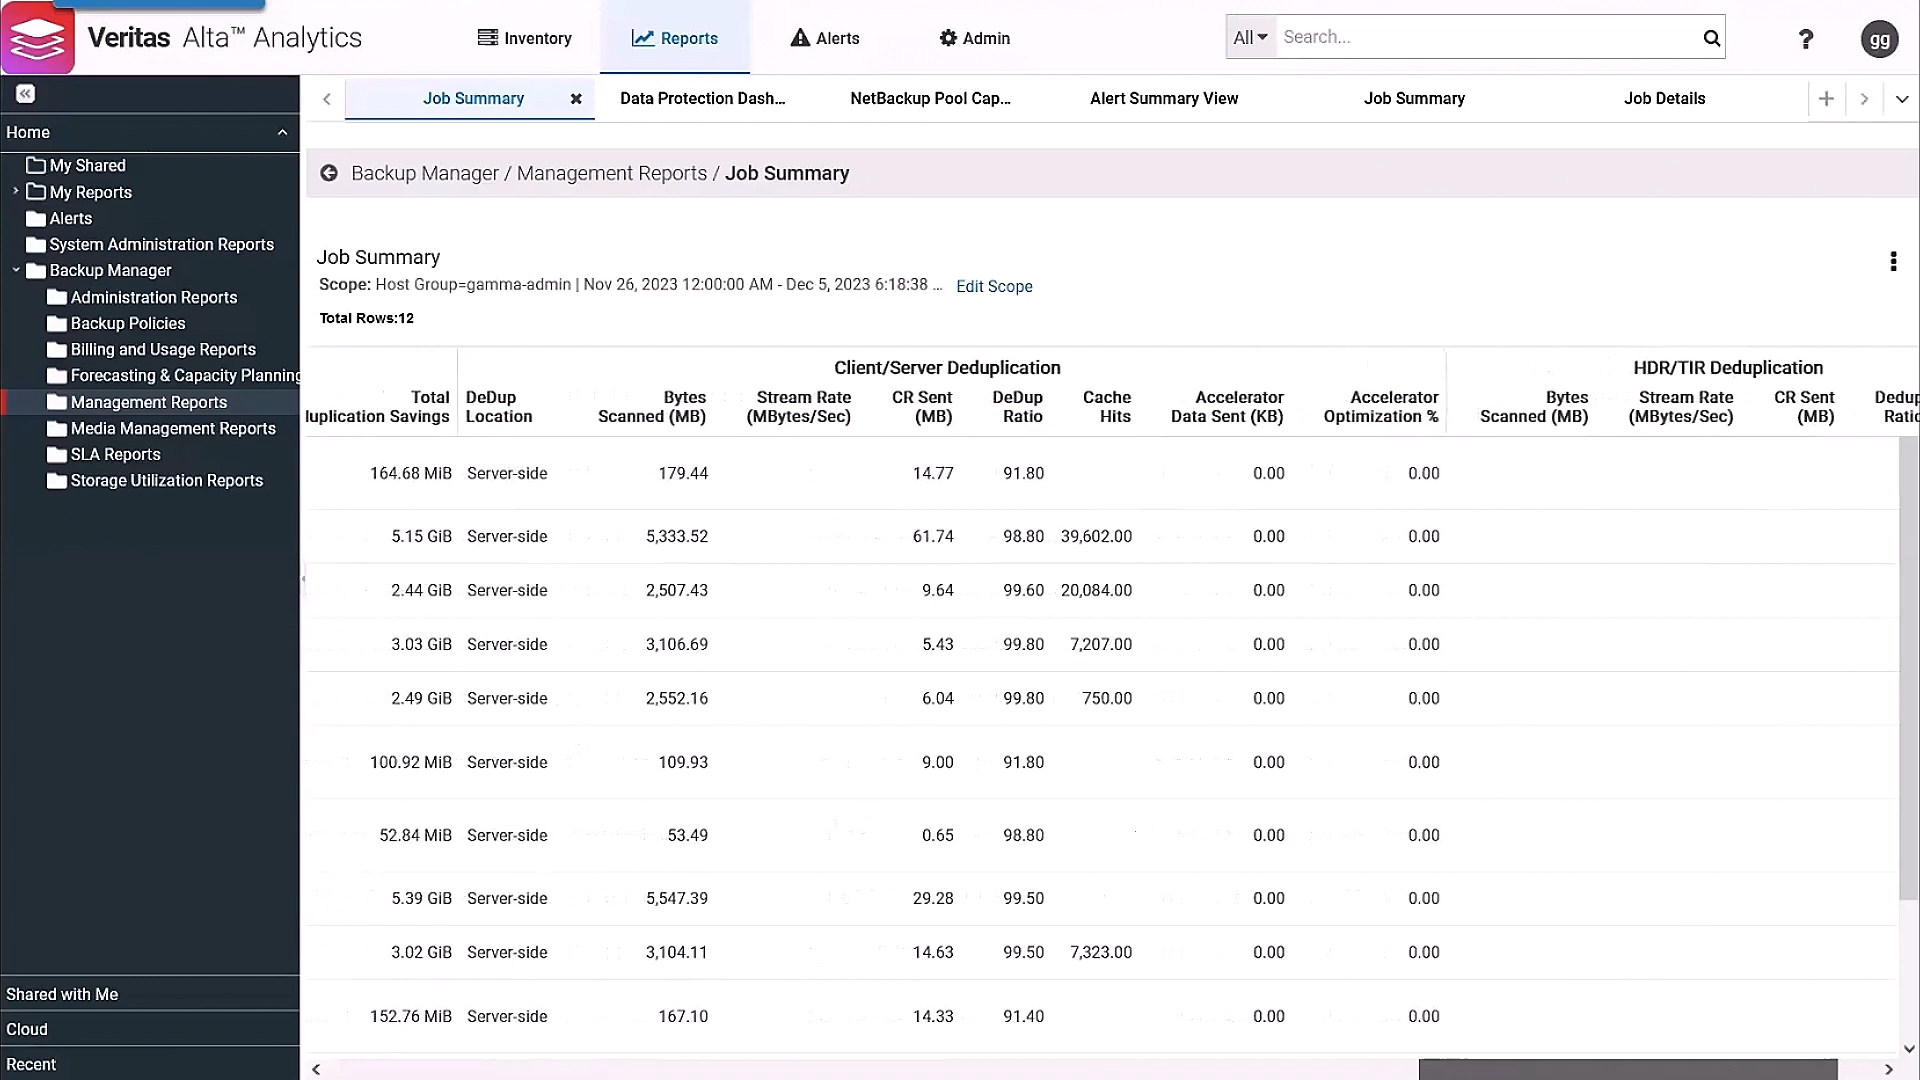 Veritas Alta™ Analytics
Inventory
Reports
Alerts
Admin
All
Search...
?
gg
Job Summary
Data Protection Dash...
NetBackup Pool Cap...
Alert Summary View
Job Summary
Job Details
Home
My Shared
My Reports
Alerts
System Administration Reports
Backup Manager
Administration Reports
Backup Policies
Billing and Usage Reports
Forecasting & Capacity Planning
Management Reports
Media Management Reports
SLA Reports
Storage Utilization Reports
Shared with Me
Cloud
Recent
Backup Manager / Management Reports / Job Summary
Job Summary
Scope: Host Group=gamma-admin | Nov 26, 2023 12:00:00 AM - Dec 5, 2023 6:18:38 ... Edit Scope
Total Rows:12
Client/Server Deduplication HDR/TIR Deduplication
Total DeDup Bytes Stream Rate CR Sent DeDup Cache Accelerator Accelerator Bytes Stream Rate CR Sent Dedup
uplication Savings Location Scanned (MB) (MBytes/Sec) (MB) Ratio Hits Data Sent (KB) Optimization % Scanned (MB) (MBytes/Sec) (MB) Ratio
164.68 MiB Server-side 179.44 14.77 91.80 0.00 0.00
5.15 GiB Server-side 5,333.52 61.74 98.80 39,602.00 0.00 0.00
2.44 GiB Server-side 2,507.43 9.64 99.60 20,084.00 0.00 0.00
3.03 GiB Server-side 3,106.69 5.43 99.80 7,207.00 0.00 0.00
2.49 GiB Server-side 2,552.16 6.04 99.80 750.00 0.00 0.00
100.92 MiB Server-side 109.93 9.00 91.80 0.00 0.00
52.84 MiB Server-side 53.49 0.65 98.80 0.00 0.00
5.39 GiB Server-side 5,547.39 29.28 99.50 0.00 0.00
3.02 GiB Server-side 3,104.11 14.63 99.50 7,323.00 0.00 0.00
152.76 MiB Server-side 167.10 14.33 91.40 0.00 0.00